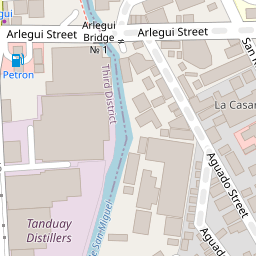 Arlegui
Bridge
№ 1
Arlegui Street
Arlegui Street
Petron
Third District
La Casa
Aguado Street
Tanduay
Distillers
San Miguel
Aguado